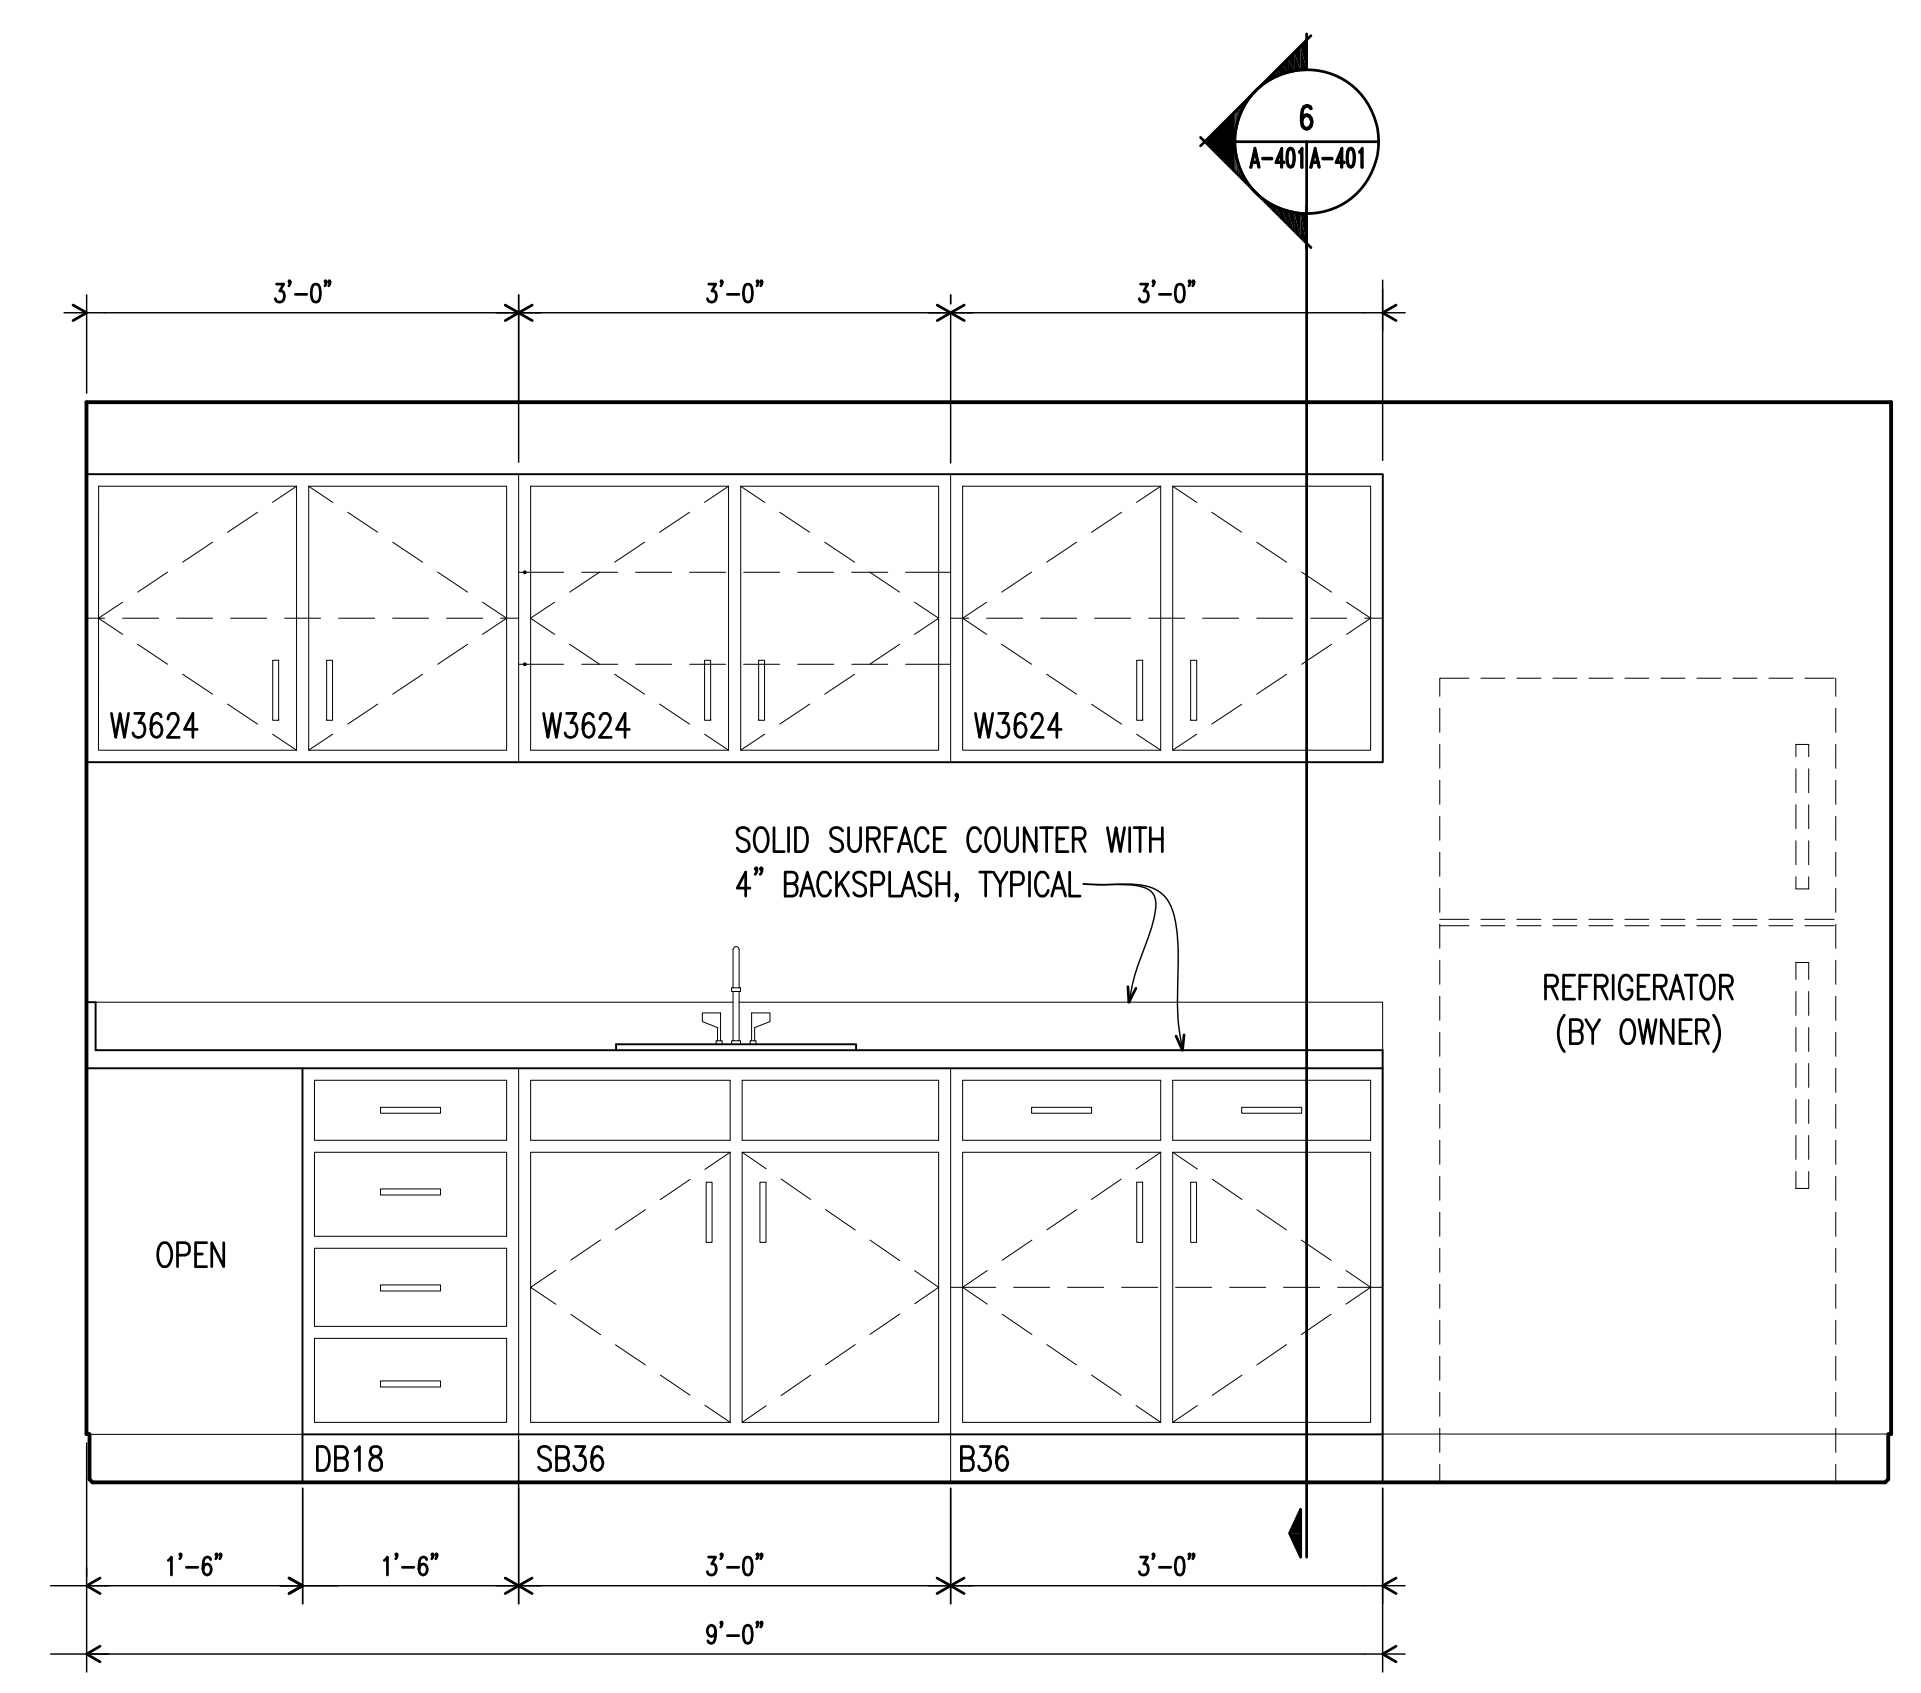 6
A-401 A-401
3'-0" 3'-0" 3'-0"
W3624 W3624 W3624
SOLID SURFACE COUNTER WITH
4" BACKSPLASH, TYPICAL
REFRIGERATOR
(BY OWNER)
OPEN
DB18 SB36 B36
1'-6" 1'-6" 3'-0" 3'-0"
9'-0"